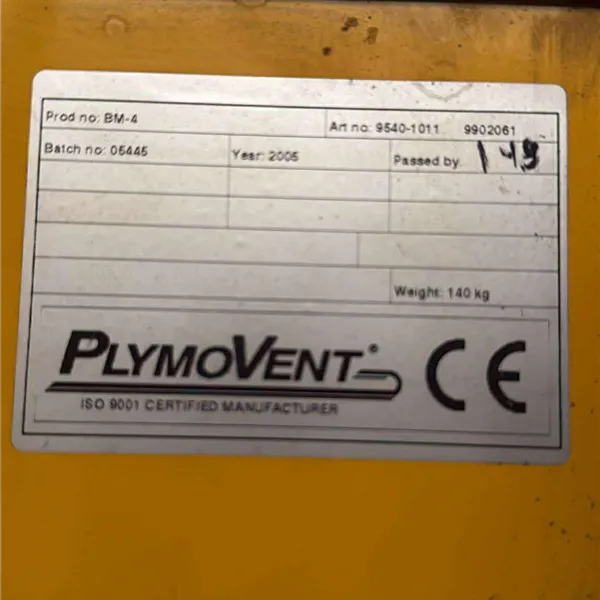 Prod no: BM-4
Art no: 9540-1011 9902061
Batch no: 05445 Year: 2005 Passed by 149
Weight: 140 kg
PLYMOVENT®
ISO 9001 CERTIFIED MANUFACTURER
CE